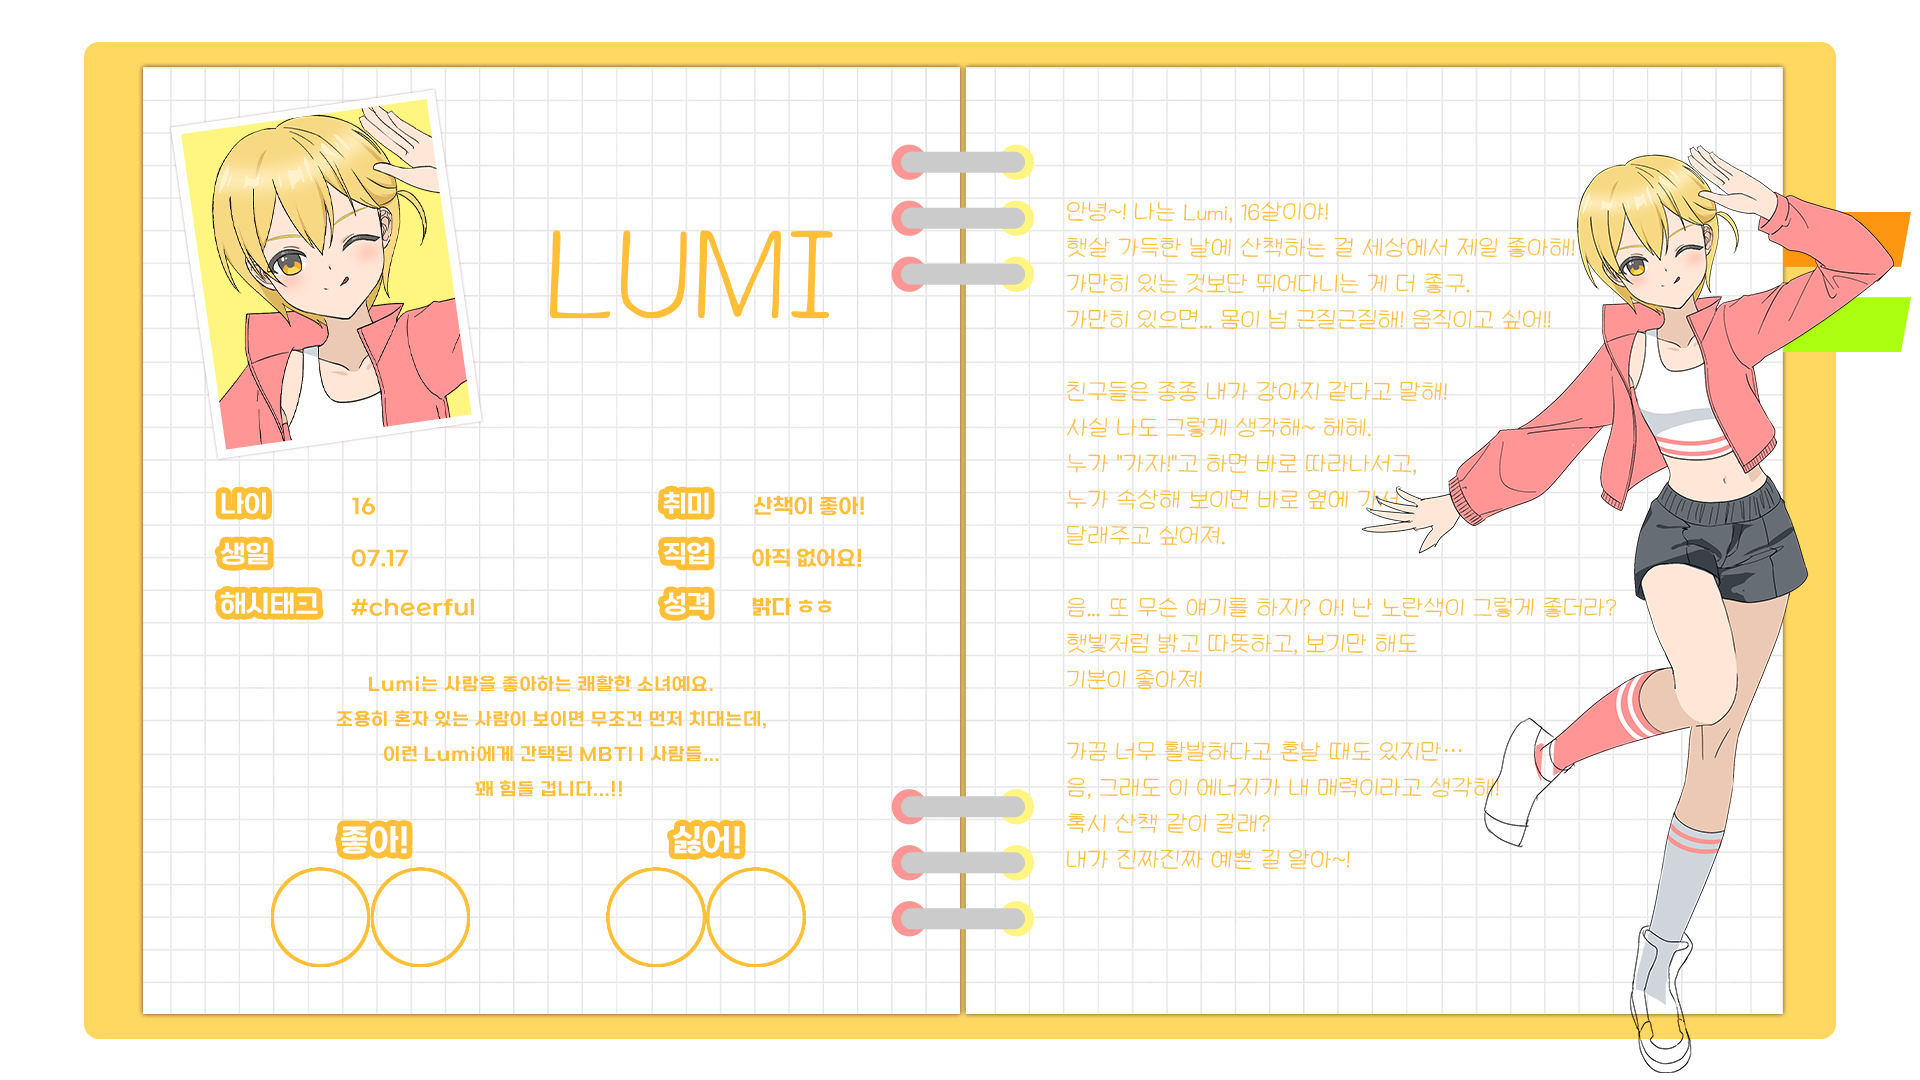 LUMI
나이 16
생일 07.17
해시태그 #cheerful
취미 산책이 좋아!
직업 아직 없어요!
성격 밝다 ㅎㅎ
Lumi는 사람을 좋아하는 쾌활한 소녀예요.
조용히 혼자 있는 사람이 보이면 무조건 먼저 치대는데,
이런 Lumi에게 간택된 MBTI I 사람들...
꽤 힘들 겁니다...!!
좋아!
싫어!
안녕~! 나는 Lumi, 16살이야!
햇살 가득한 날에 산책하는 걸 세상에서 제일 좋아해!
가만히 있는 것보단 뛰어다니는 게 더 좋구.
가만히 있으면... 몸이 넘 근질근질해! 움직이고 싶어!!
친구들은 종종 내가 강아지 같다고 말해!
사실 나도 그렇게 생각해~ 헤헤.
누가 "가자!"고 하면 바로 따라나서고,
누가 속상해 보이면 바로 옆에 가서
달래주고 싶어져.
음... 또 무슨 얘기를 하지? 아! 난 노란색이 그렇게 좋더라?
햇빛처럼 밝고 따뜻하고, 보기만 해도
기분이 좋아져!
가끔 너무 활발하다고 혼날 때도 있지만…
음, 그래도 이 에너지가 내 매력이라고 생각해!
혹시 산책 같이 갈래?
내가 진짜진짜 예쁜 길 알아~!